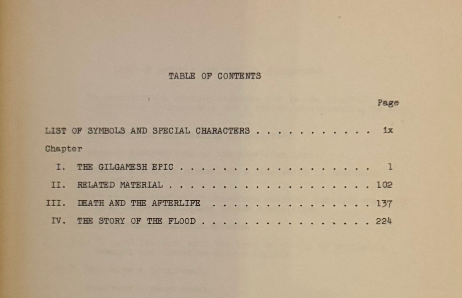 TABLE OF CONTENTS
Page
LIST OF SYMBOLS AND SPECIAL CHARACTERS . . . . . . . . . . . ix
Chapter
I. THE GILGAMESH EPIC . . . . . . . . . . . . . . . . . . . 1
II. RELATED MATERIAL . . . . . . . . . . . . . . . . . . . 102
III. DEATH AND THE AFTERLIFE . . . . . . . . . . . . . . . 137
IV. THE STORY OF THE FLOOD . . . . . . . . . . . . . . . . 224